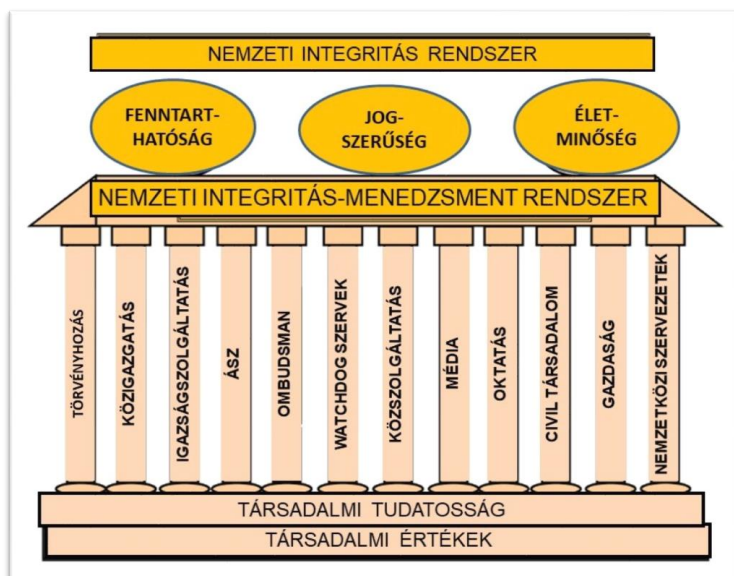 NEMZETI INTEGRITÁS RENDSZER
FENNTART-
HATÓSÁG
JOG-
SZERŰSÉG
ÉLET-
MINŐSÉG
NEMZETI INTEGRITÁS-MENEDZSMENT RENDSZER
TÖRVÉNYHOZÁS
KÖZIGAZGATÁS
IGAZSÁGSZOLGÁLTATÁS
ÁSZ
OMBUDSMAN
WATCHDOG SZERVEK
KÖZSZOLGÁLTATÁS
MÉDIA
OKTATÁS
CIVIL TÁRSADALOM
GAZDASÁG
NEMZETKÖZI SZERVEZETEK
TÁRSADALMI TUDATOSSÁG
TÁRSADALMI ÉRTÉKEK